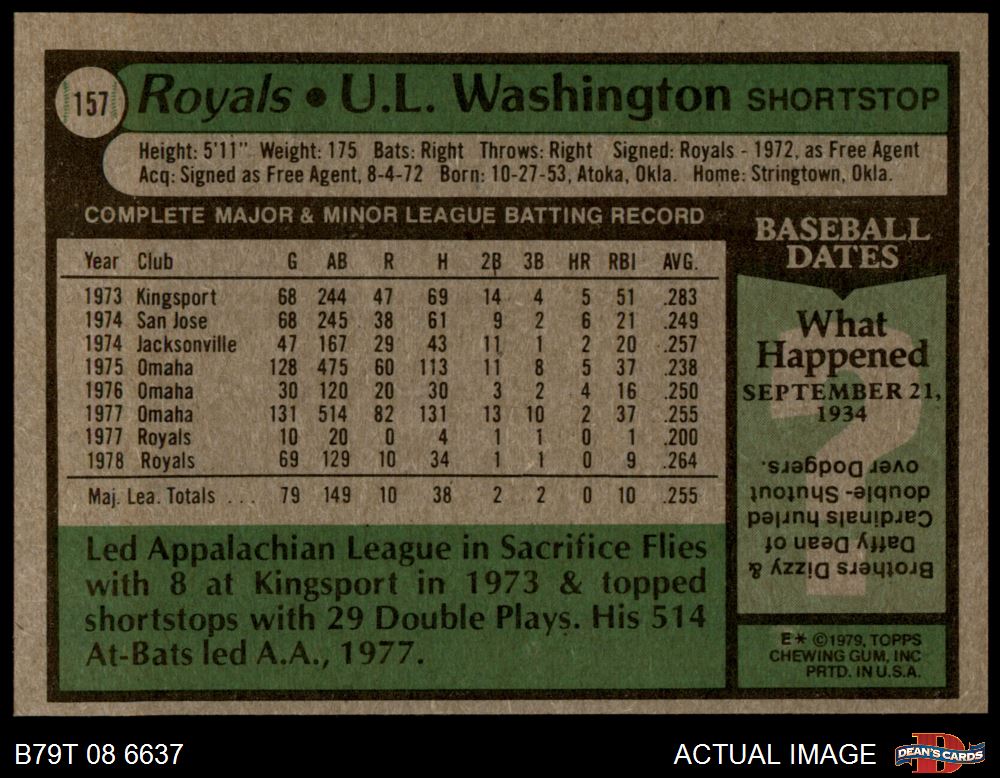 157 Royals • U.L. Washington SHORTSTOP
Height: 5'11" Weight: 175 Bats: Right Throws: Right Signed: Royals - 1972, as Free Agent
Acq: Signed as Free Agent, 8-4-72 Born: 10-27-53, Atoka, Okla. Home: Stringtown, Okla.
COMPLETE MAJOR & MINOR LEAGUE BATTING RECORD
Year Club G AB R H 2B 3B HR RBI AVG.
1973 Kingsport 68 244 47 69 14 4 5 51 .283
1974 San Jose 68 245 38 61 9 2 6 21 .249
1974 Jacksonville 47 167 29 43 11 1 2 20 .257
1975 Omaha 128 475 60 113 11 8 5 37 .238
1976 Omaha 30 120 20 30 3 2 4 16 .250
1977 Omaha 131 514 82 131 13 10 2 37 .255
1977 Royals 10 20 0 4 1 1 0 1 .200
1978 Royals 69 129 10 34 1 1 0 9 .264
Maj. Lea. Totals ... 79 149 10 38 2 2 0 10 .255
Led Appalachian League in Sacrifice Flies
with 8 at Kingsport in 1973 & topped
shortstops with 29 Double Plays. His 514
At-Bats led A.A., 1977.
BASEBALL
DATES
What
Happened
SEPTEMBER 21,
1934
?
Brothers Dizzy &
Daffy Dean of
Cardinals hurled
double-Shutout
over Dodgers.
E* ©1979, TOPPS
CHEWING GUM, INC
PRTD. IN U.S.A.
B79T 08 6637
ACTUAL IMAGE
DEAN'S CARDS